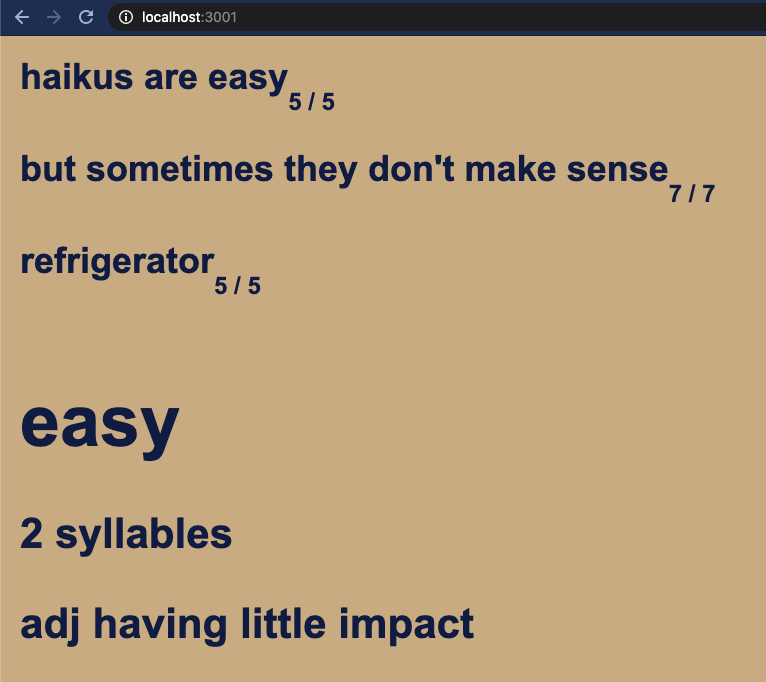 localhost:3001
haikus are easy 5 / 5
but sometimes they don't make sense 7 / 7
refrigerator 5 / 5
easy
2 syllables
adj having little impact